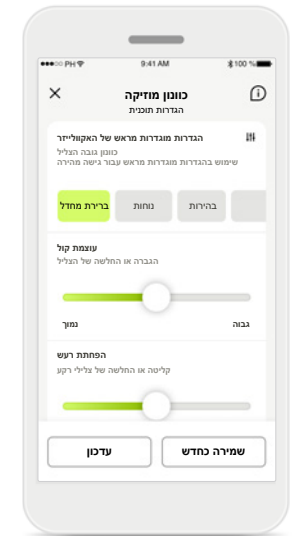 PH 9:41 AM 100 %
כוונון מוזיקה
הגדרות תוכנית
הגדרות מוגדרות מראש של האקולייזר
כוונון גובה הצליל
שימוש בהגדרות מוגדרות מראש עבור גישה מהירה
ברירת מחדל נוחות בהירות
עוצמת קול
הגברה או החלשה של הצליל
נמוך גבוה
הפחתת רעש
קליטה או החלשה של צלילי רקע
עדכון שמירה כחדש